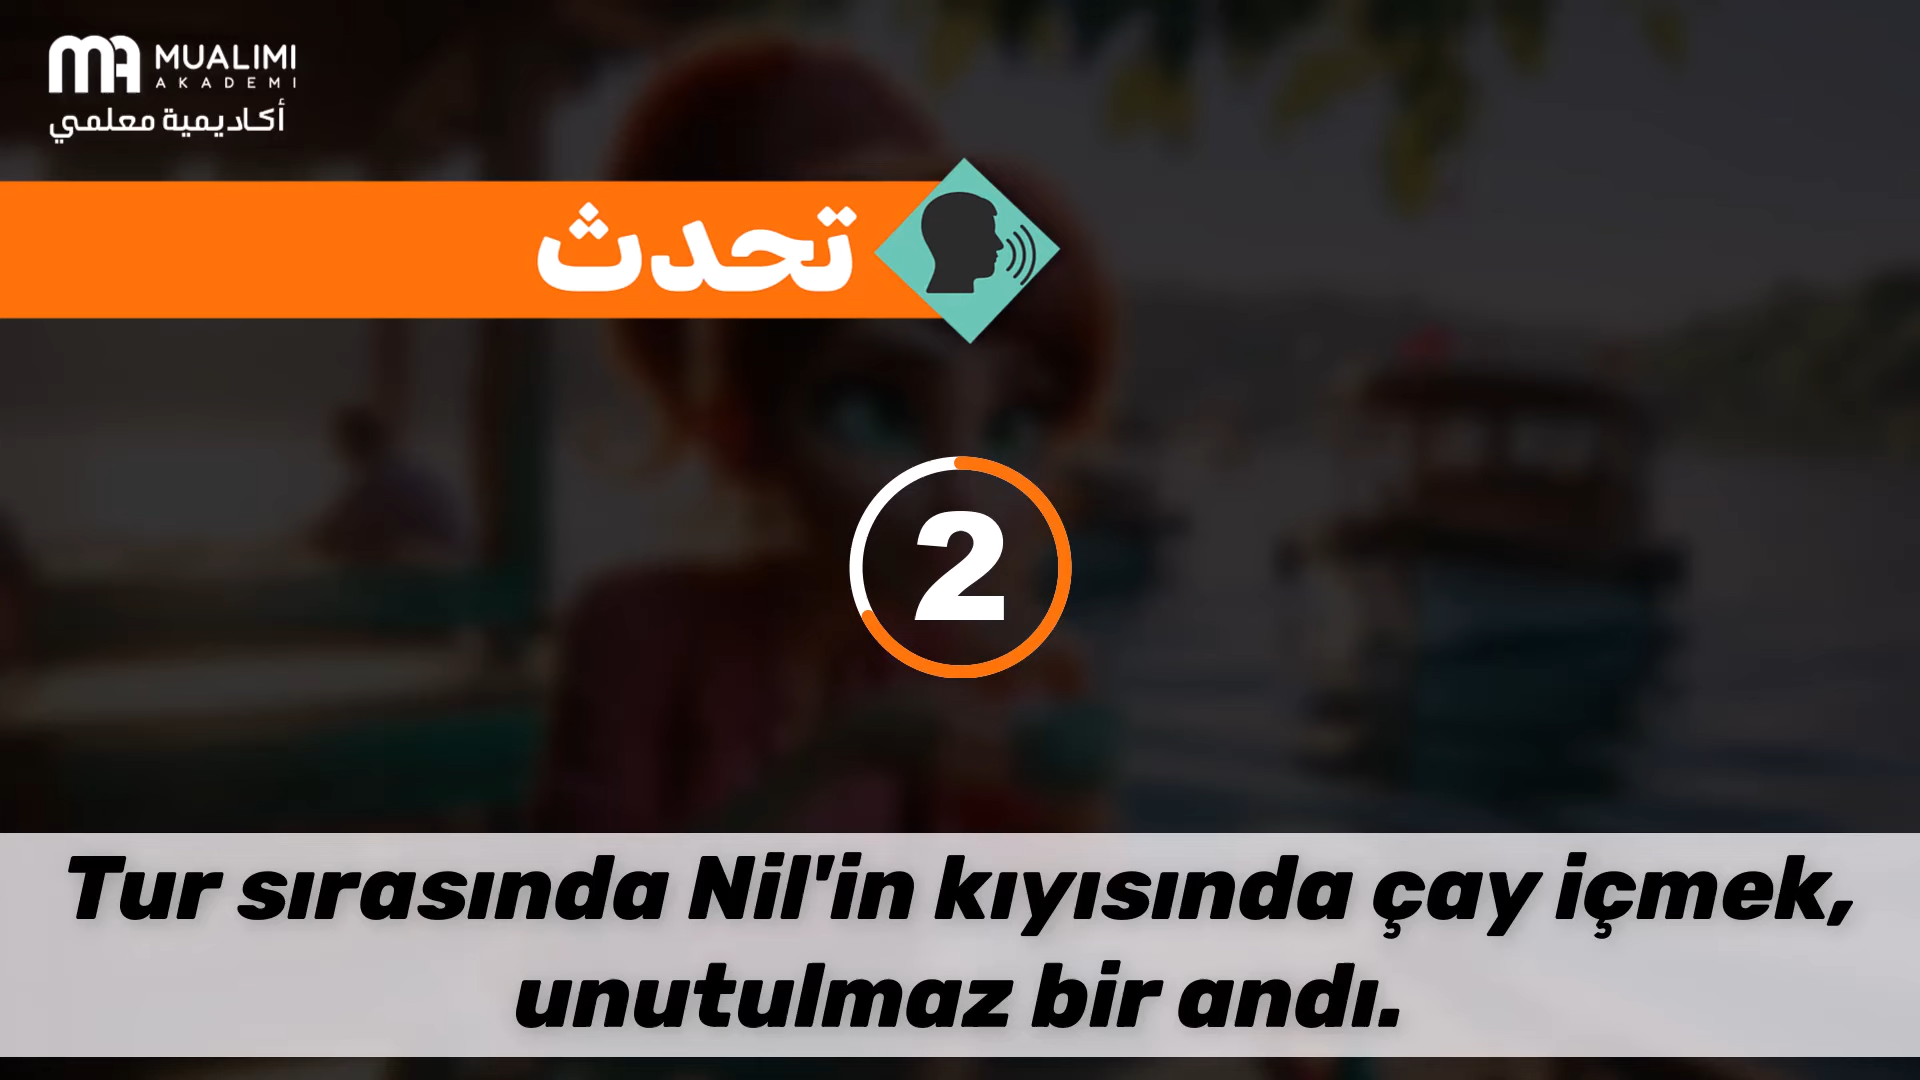 MUALIMI
AKADEMI
أكاديمية معلمي
تحدث
2
Tur sırasında Nil'in kıyısında çay içmek,
unutulmaz bir andı.